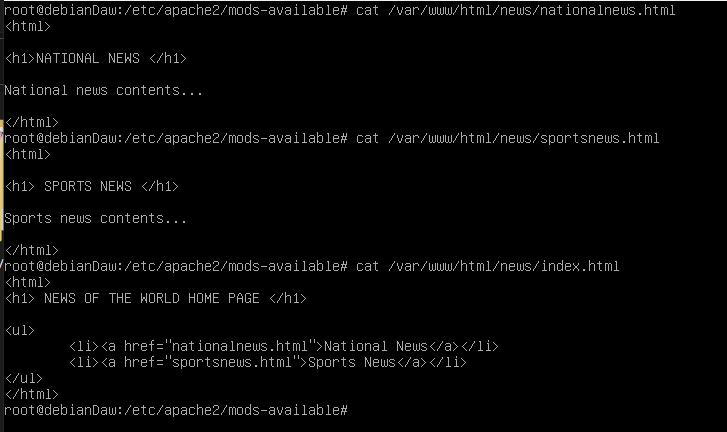 root@debianDaw:/etc/apache2/mods-available# cat /var/www/html/news/nationalnews.html
<html>
<h1>NATIONAL NEWS </h1>
National news contents...
</html>
root@debianDaw:/etc/apache2/mods-available# cat /var/www/html/news/sportsnews.html
<html>
<h1> SPORTS NEWS </h1>
Sports news contents...
</html>
root@debianDaw:/etc/apache2/mods-available# cat /var/www/html/news/index.html
<html>
<h1> NEWS OF THE WORLD HOME PAGE </h1>
<ul>
        <li><a href="nationalnews.html">National News</a></li>
        <li><a href="sportsnews.html">Sports News</a></li>
</ul>
</html>
root@debianDaw:/etc/apache2/mods-available#